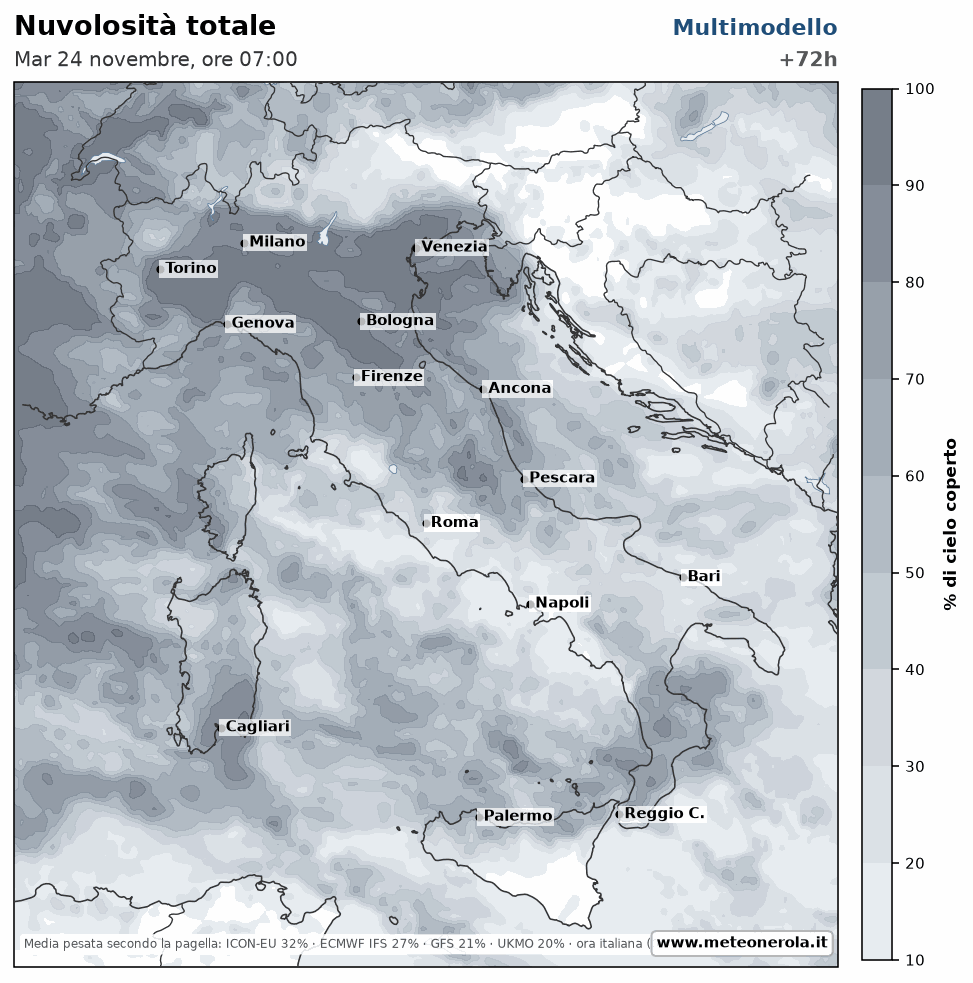 Nuvolosità totale
Multimodello
Mar 24 novembre, ore 07:00
+72h
100
90
80
70
60
50
40
30
20
10
% di cielo coperto
Milano
Venezia
Torino
Genova
Bologna
Firenze
Ancona
Pescara
Roma
Bari
Napoli
Cagliari
Palermo
Reggio C.
Media pesata secondo la pagella: ICON-EU 32% · ECMWF IFS 27% · GFS 21% · UKMO 20% · ora italiana (
www.meteonerola.it